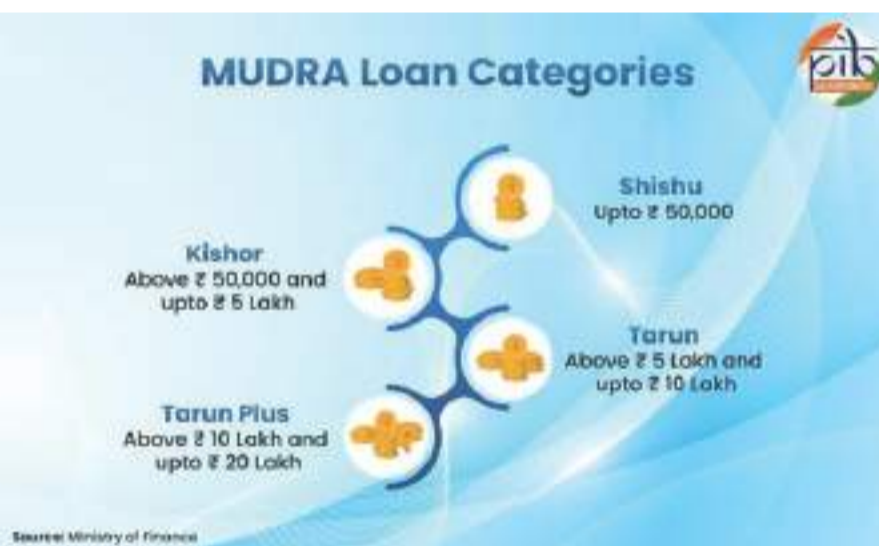 MUDRA Loan Categories
pib
Shishu
Upto ₹ 50,000
Kishor
Above ₹ 50,000 and
upto ₹ 5 Lakh
Tarun
Above ₹ 5 Lakh and
upto ₹ 10 Lakh
Tarun Plus
Above ₹ 10 Lakh and
upto ₹ 20 Lakh
Source: Ministry of Finance